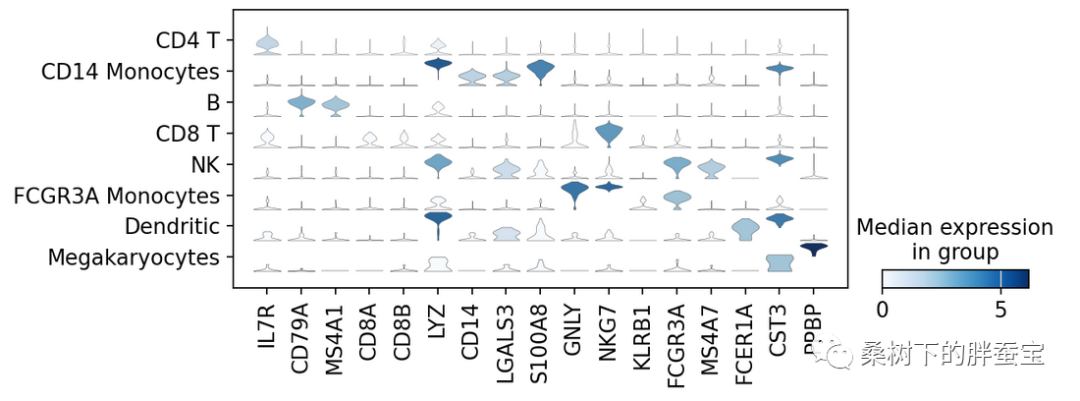 CD4 T
CD14 Monocytes
B
CD8 T
NK
FCGR3A Monocytes
Dendritic
Megakaryocytes
IL7R
CD79A
MS4A1
CD8A
CD8B
LYZ
CD14
LGALS3
S100A8
GNLY
NKG7
KLRB1
FCGR3A
MS4A7
FCER1A
CST3
PPBP
Median expression
in group
0 5
桑树下的胖蚕宝